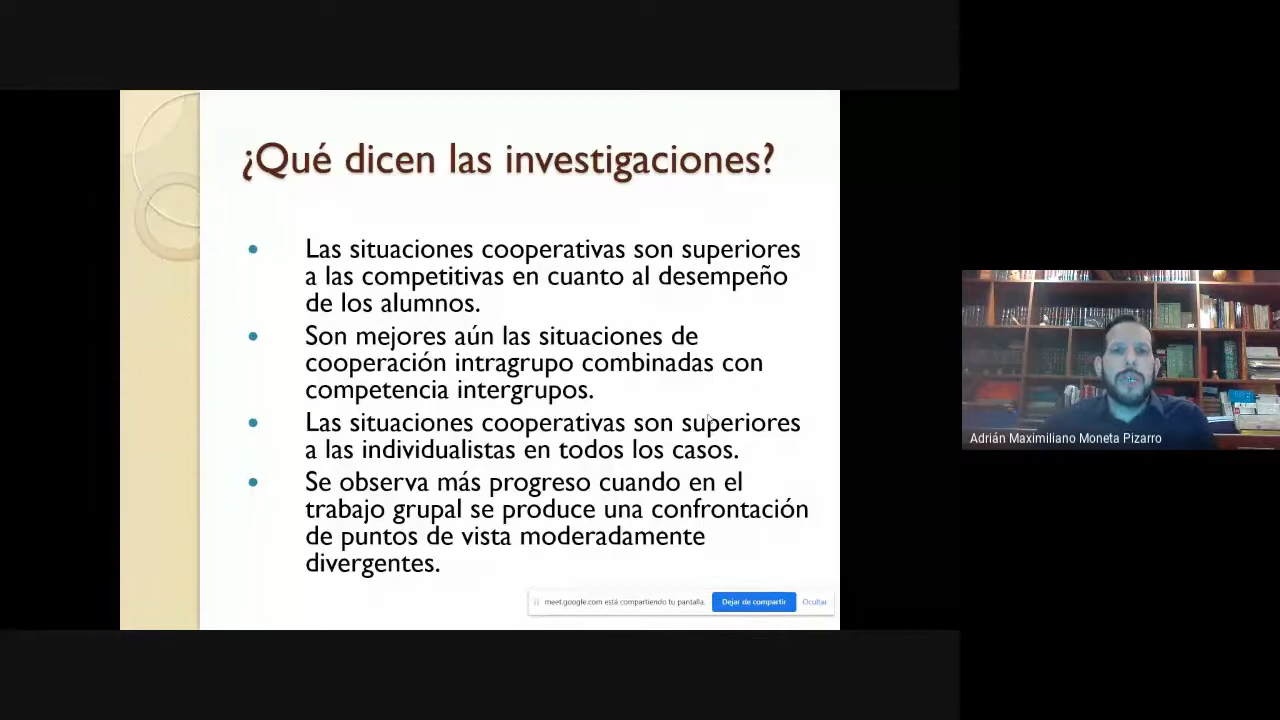 ¿Qué dicen las investigaciones?
• Las situaciones cooperativas son superiores
a las competitivas en cuanto al desempeño
de los alumnos.
• Son mejores aún las situaciones de
cooperación intragrupo combinadas con
competencia intergrupos.
• Las situaciones cooperativas son superiores
a las individualistas en todos los casos.
• Se observa más progreso cuando en el
trabajo grupal se produce una confrontación
de puntos de vista moderadamente
divergentes.
meet.google.com está compartiendo tu pantalla. Dejar de compartir Ocultar
Adrián Maximiliano Moneta Pizarro